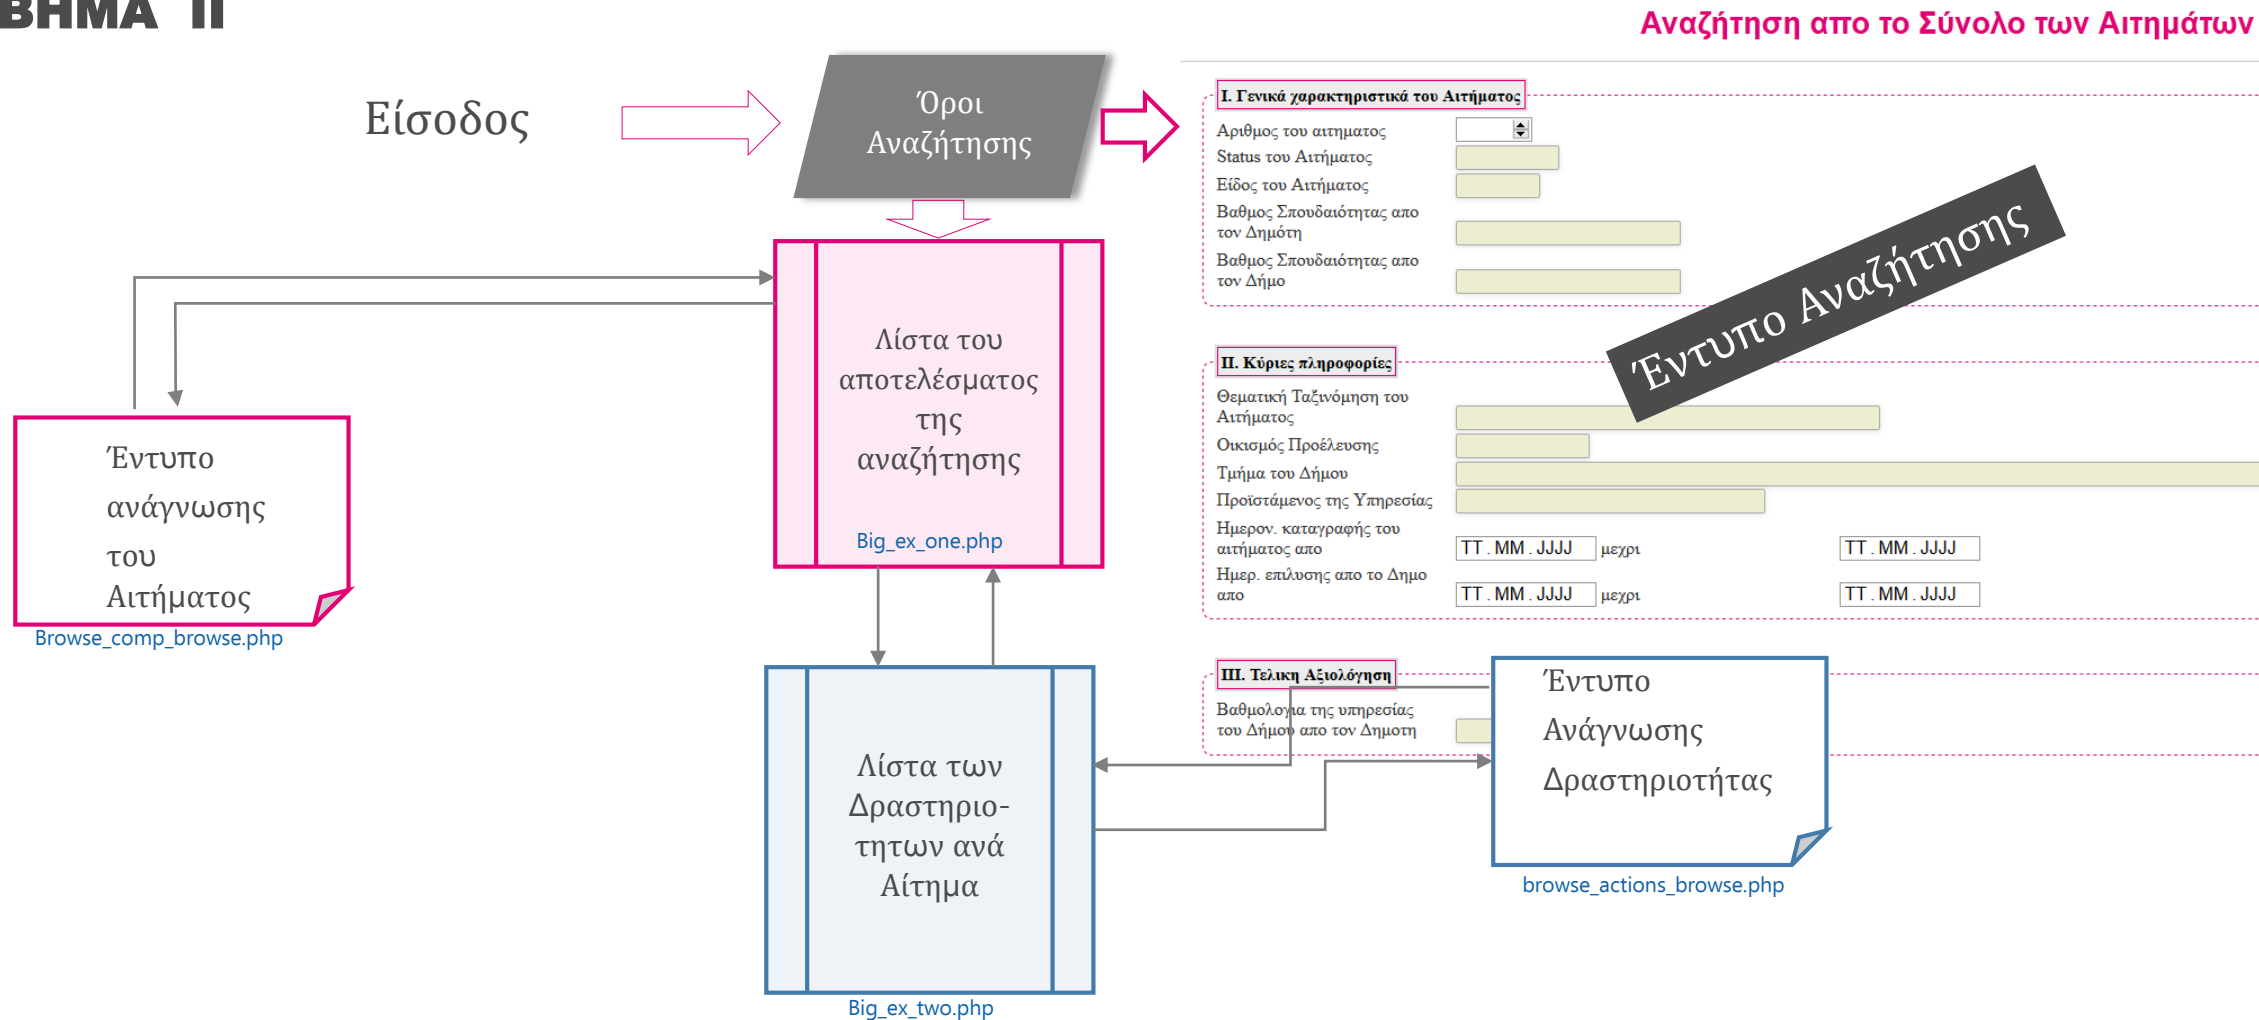 ΒΗΜΑ II
Αναζήτηση απο το Σύνολο των Αιτημάτων
Είσοδος
Όροι
Αναζήτησης
Ι. Γενικά χαρακτηριστικά του Αιτήματος
Αριθμος του αιτηματος
Status του Αιτήματος
Είδος του Αιτήματος
Βαθμος Σπουδαιότητας απο
τον Δημότη
Βαθμος Σπουδαιότητας απο
τον Δήμο
Έντυπο Αναζήτησης
ΙΙ. Κύριες πληροφορίες
Θεματική Ταξινόμηση του
Αιτήματος
Οικισμός Προέλευσης
Τμήμα του Δήμου
Προϊστάμενος της Υπηρεσίας
Ημερον. καταγραφής του
αιτήματος απο
TT . MM . JJJJ μεχρι TT . MM . JJJJ
Ημερ. επιλυσης απο το Δημο
απο
TT . MM . JJJJ μεχρι TT . MM . JJJJ
ΙΙΙ. Τελικη Αξιολόγηση
Βαθμολογια της υπηρεσίας
του Δήμου απο τον Δημοτη
Λίστα του
αποτελέσματος
της
αναζήτησης
Big_ex_one.php
Έντυπο
ανάγνωσης
του
Αιτήματος
Browse_comp_browse.php
Λίστα των
Δραστηριο-
τητων ανά
Αίτημα
Big_ex_two.php
Έντυπο
Ανάγνωσης
Δραστηριοτήτας
browse_actions_browse.php